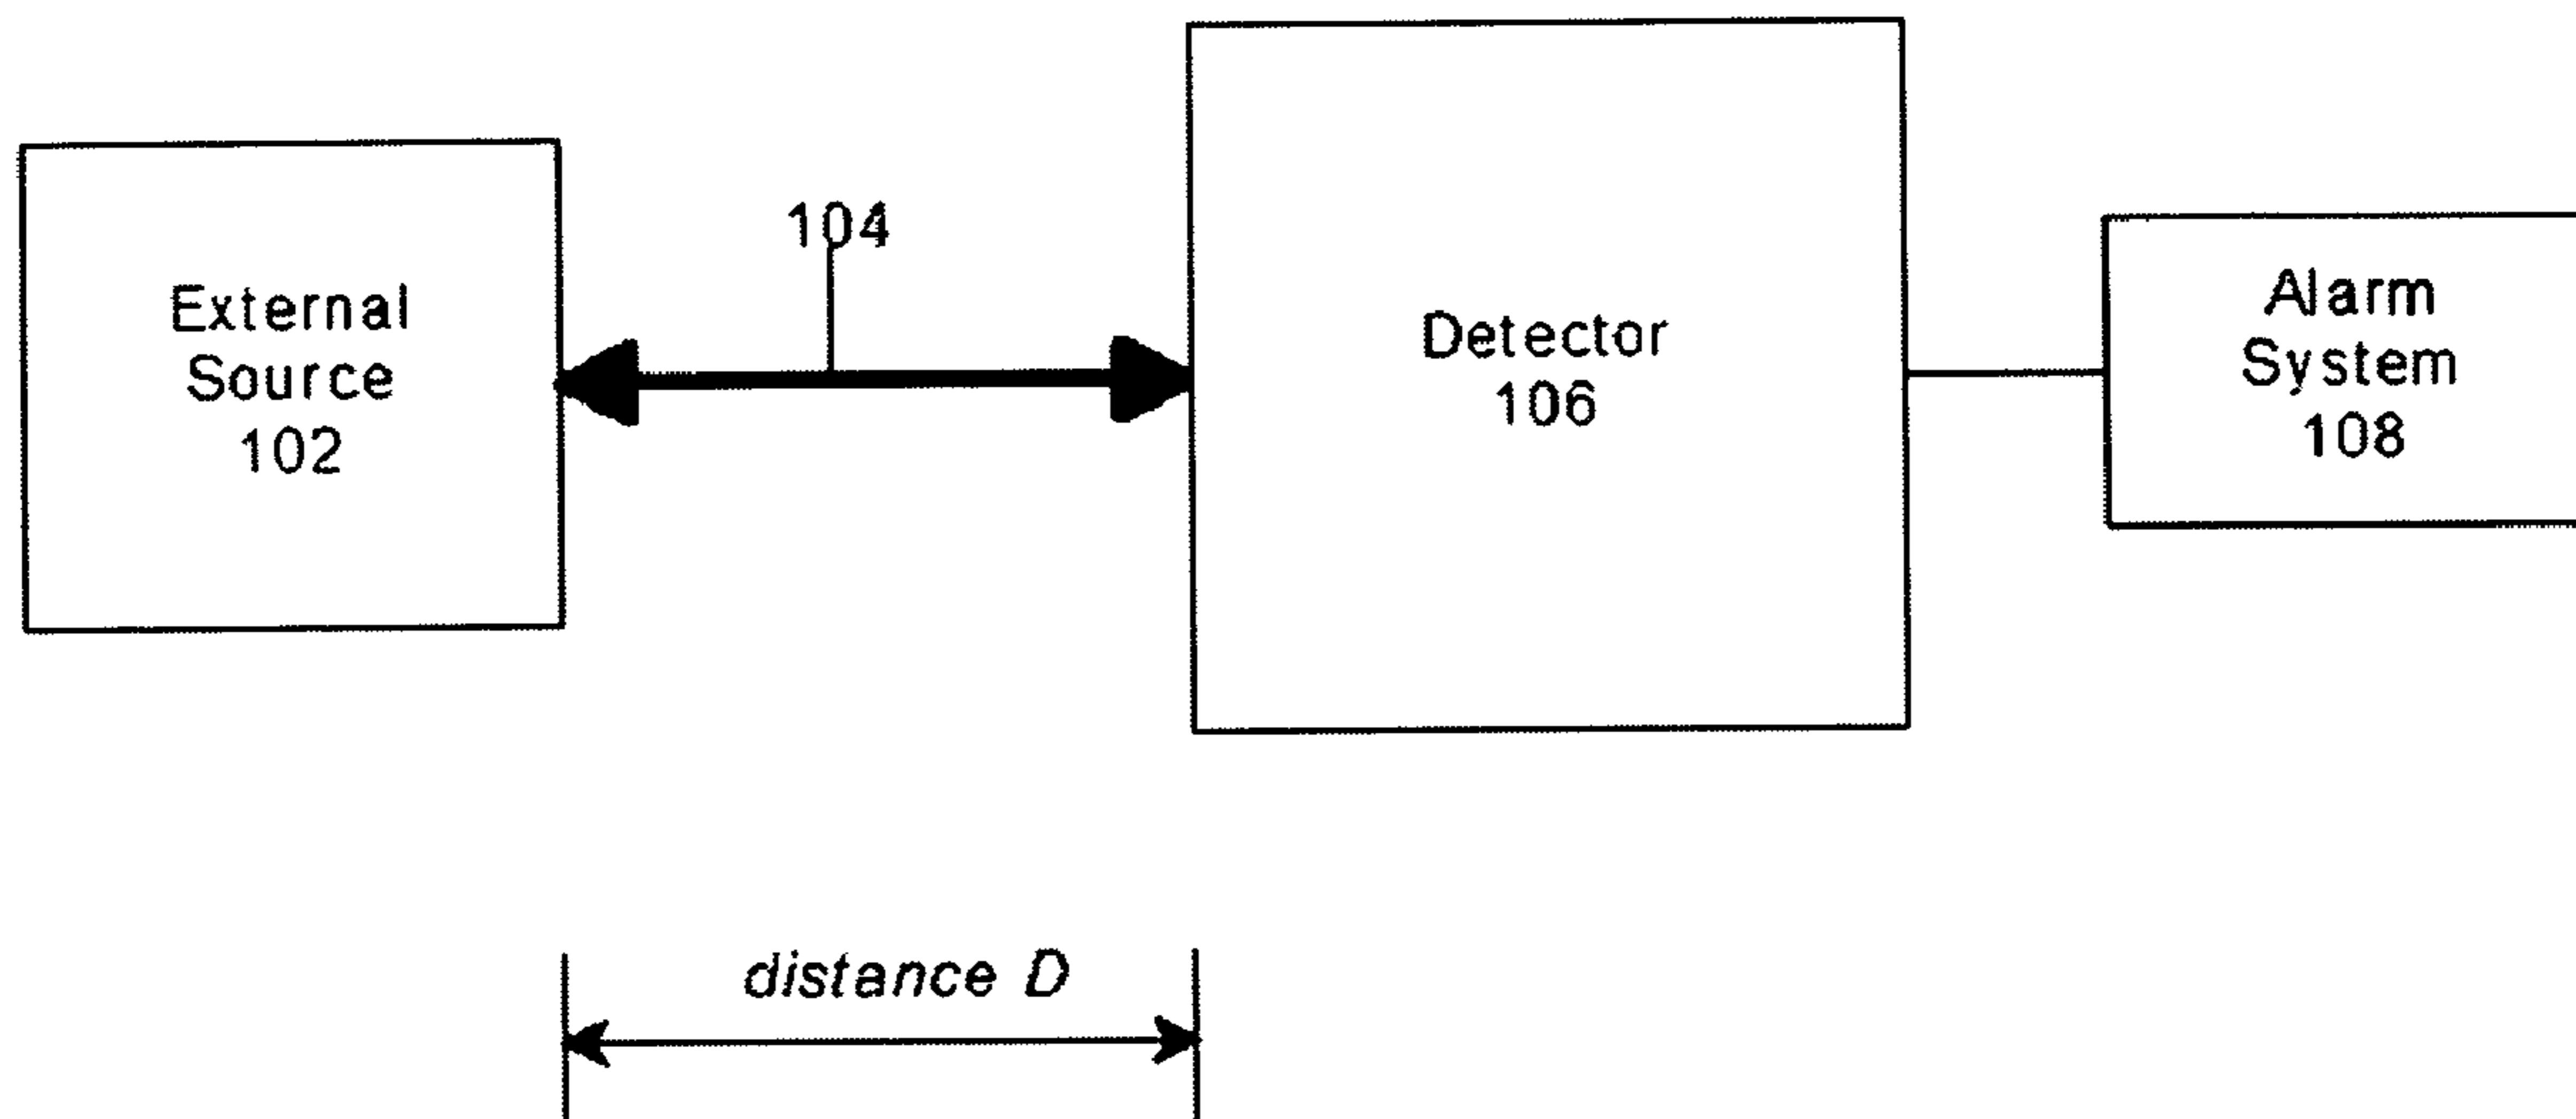 104
External
Source
102
Detector
106
Alarm
System
108
distance D